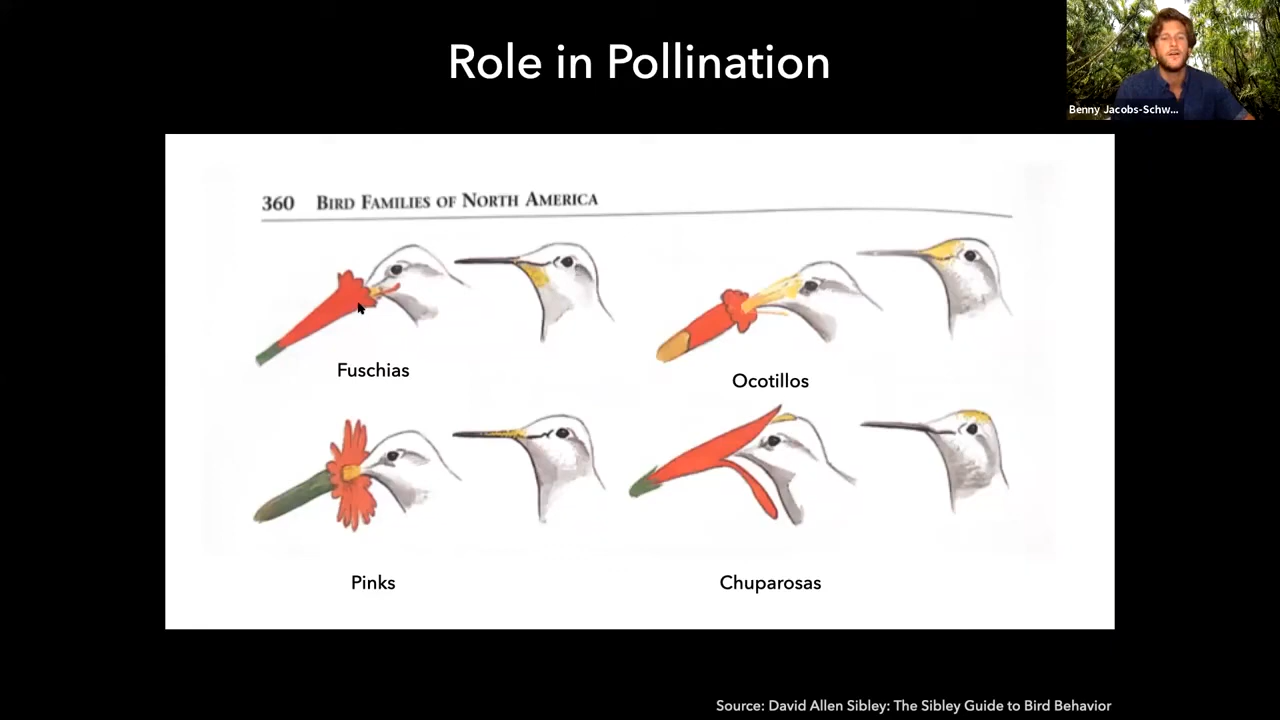 Role in Pollination
Benny Jacobs-Schw...
360 BIRD FAMILIES OF NORTH AMERICA
Fuschias
Ocotillos
Pinks
Chuparosas
Source: David Allen Sibley: The Sibley Guide to Bird Behavior